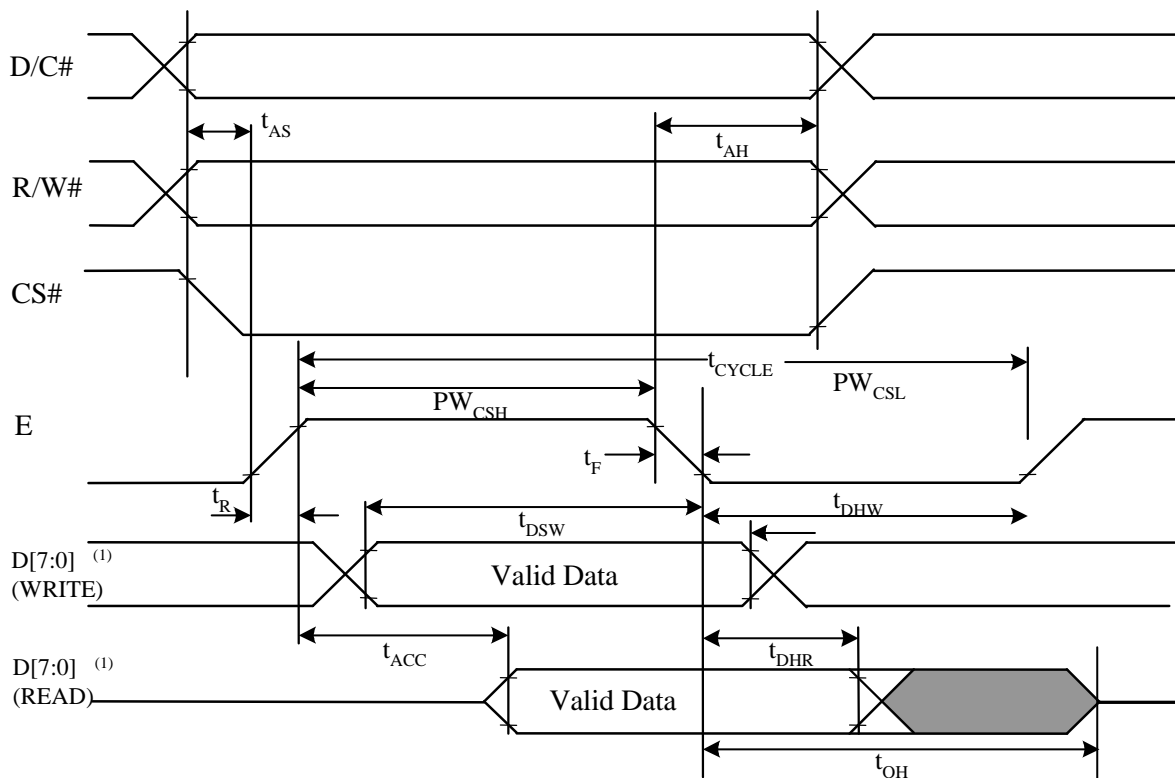 D/C#
t_AS
t_AH
R/W#
CS#
t_CYCLE
PW_CSL
PW_CSH
E
t_F
t_R
t_DSW
t_DHW
D[7:0] (1)
(WRITE)
Valid Data
t_ACC
t_DHR
D[7:0] (1)
(READ)
Valid Data
t_OH